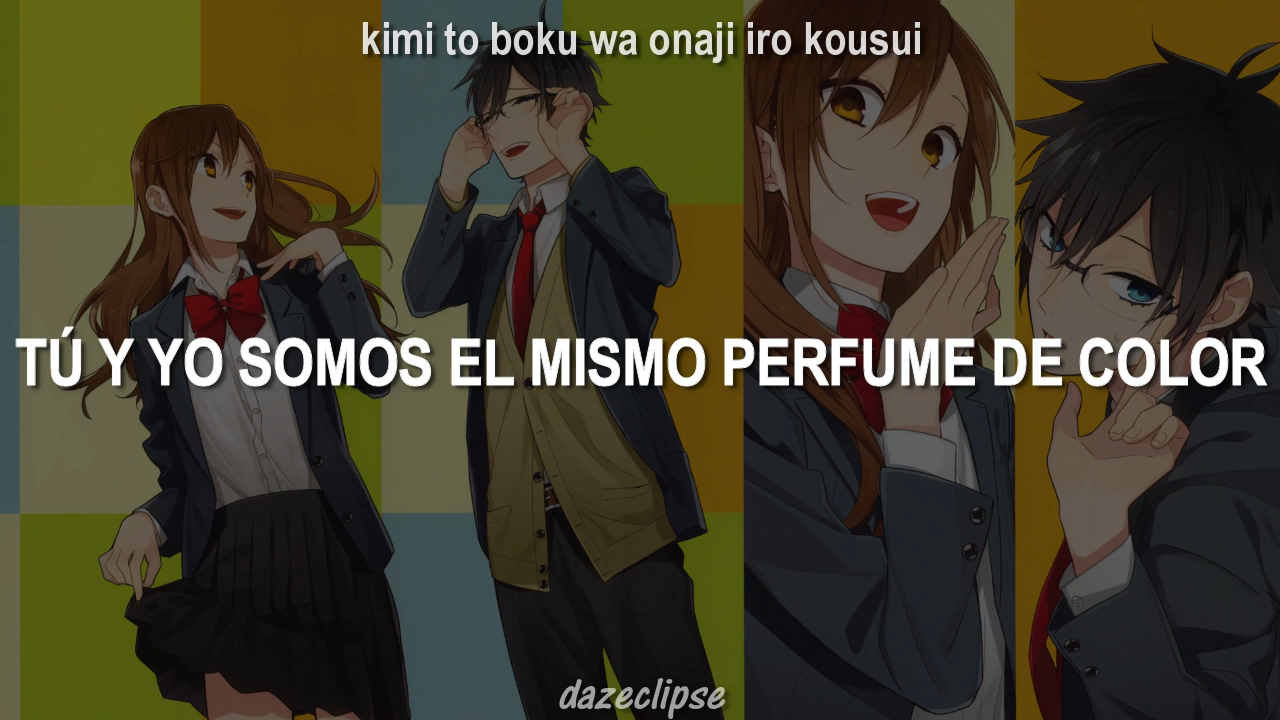 kimi to boku wa onaji iro kousui
TÚ Y YO SOMOS EL MISMO PERFUME DE COLOR
dazeclipse